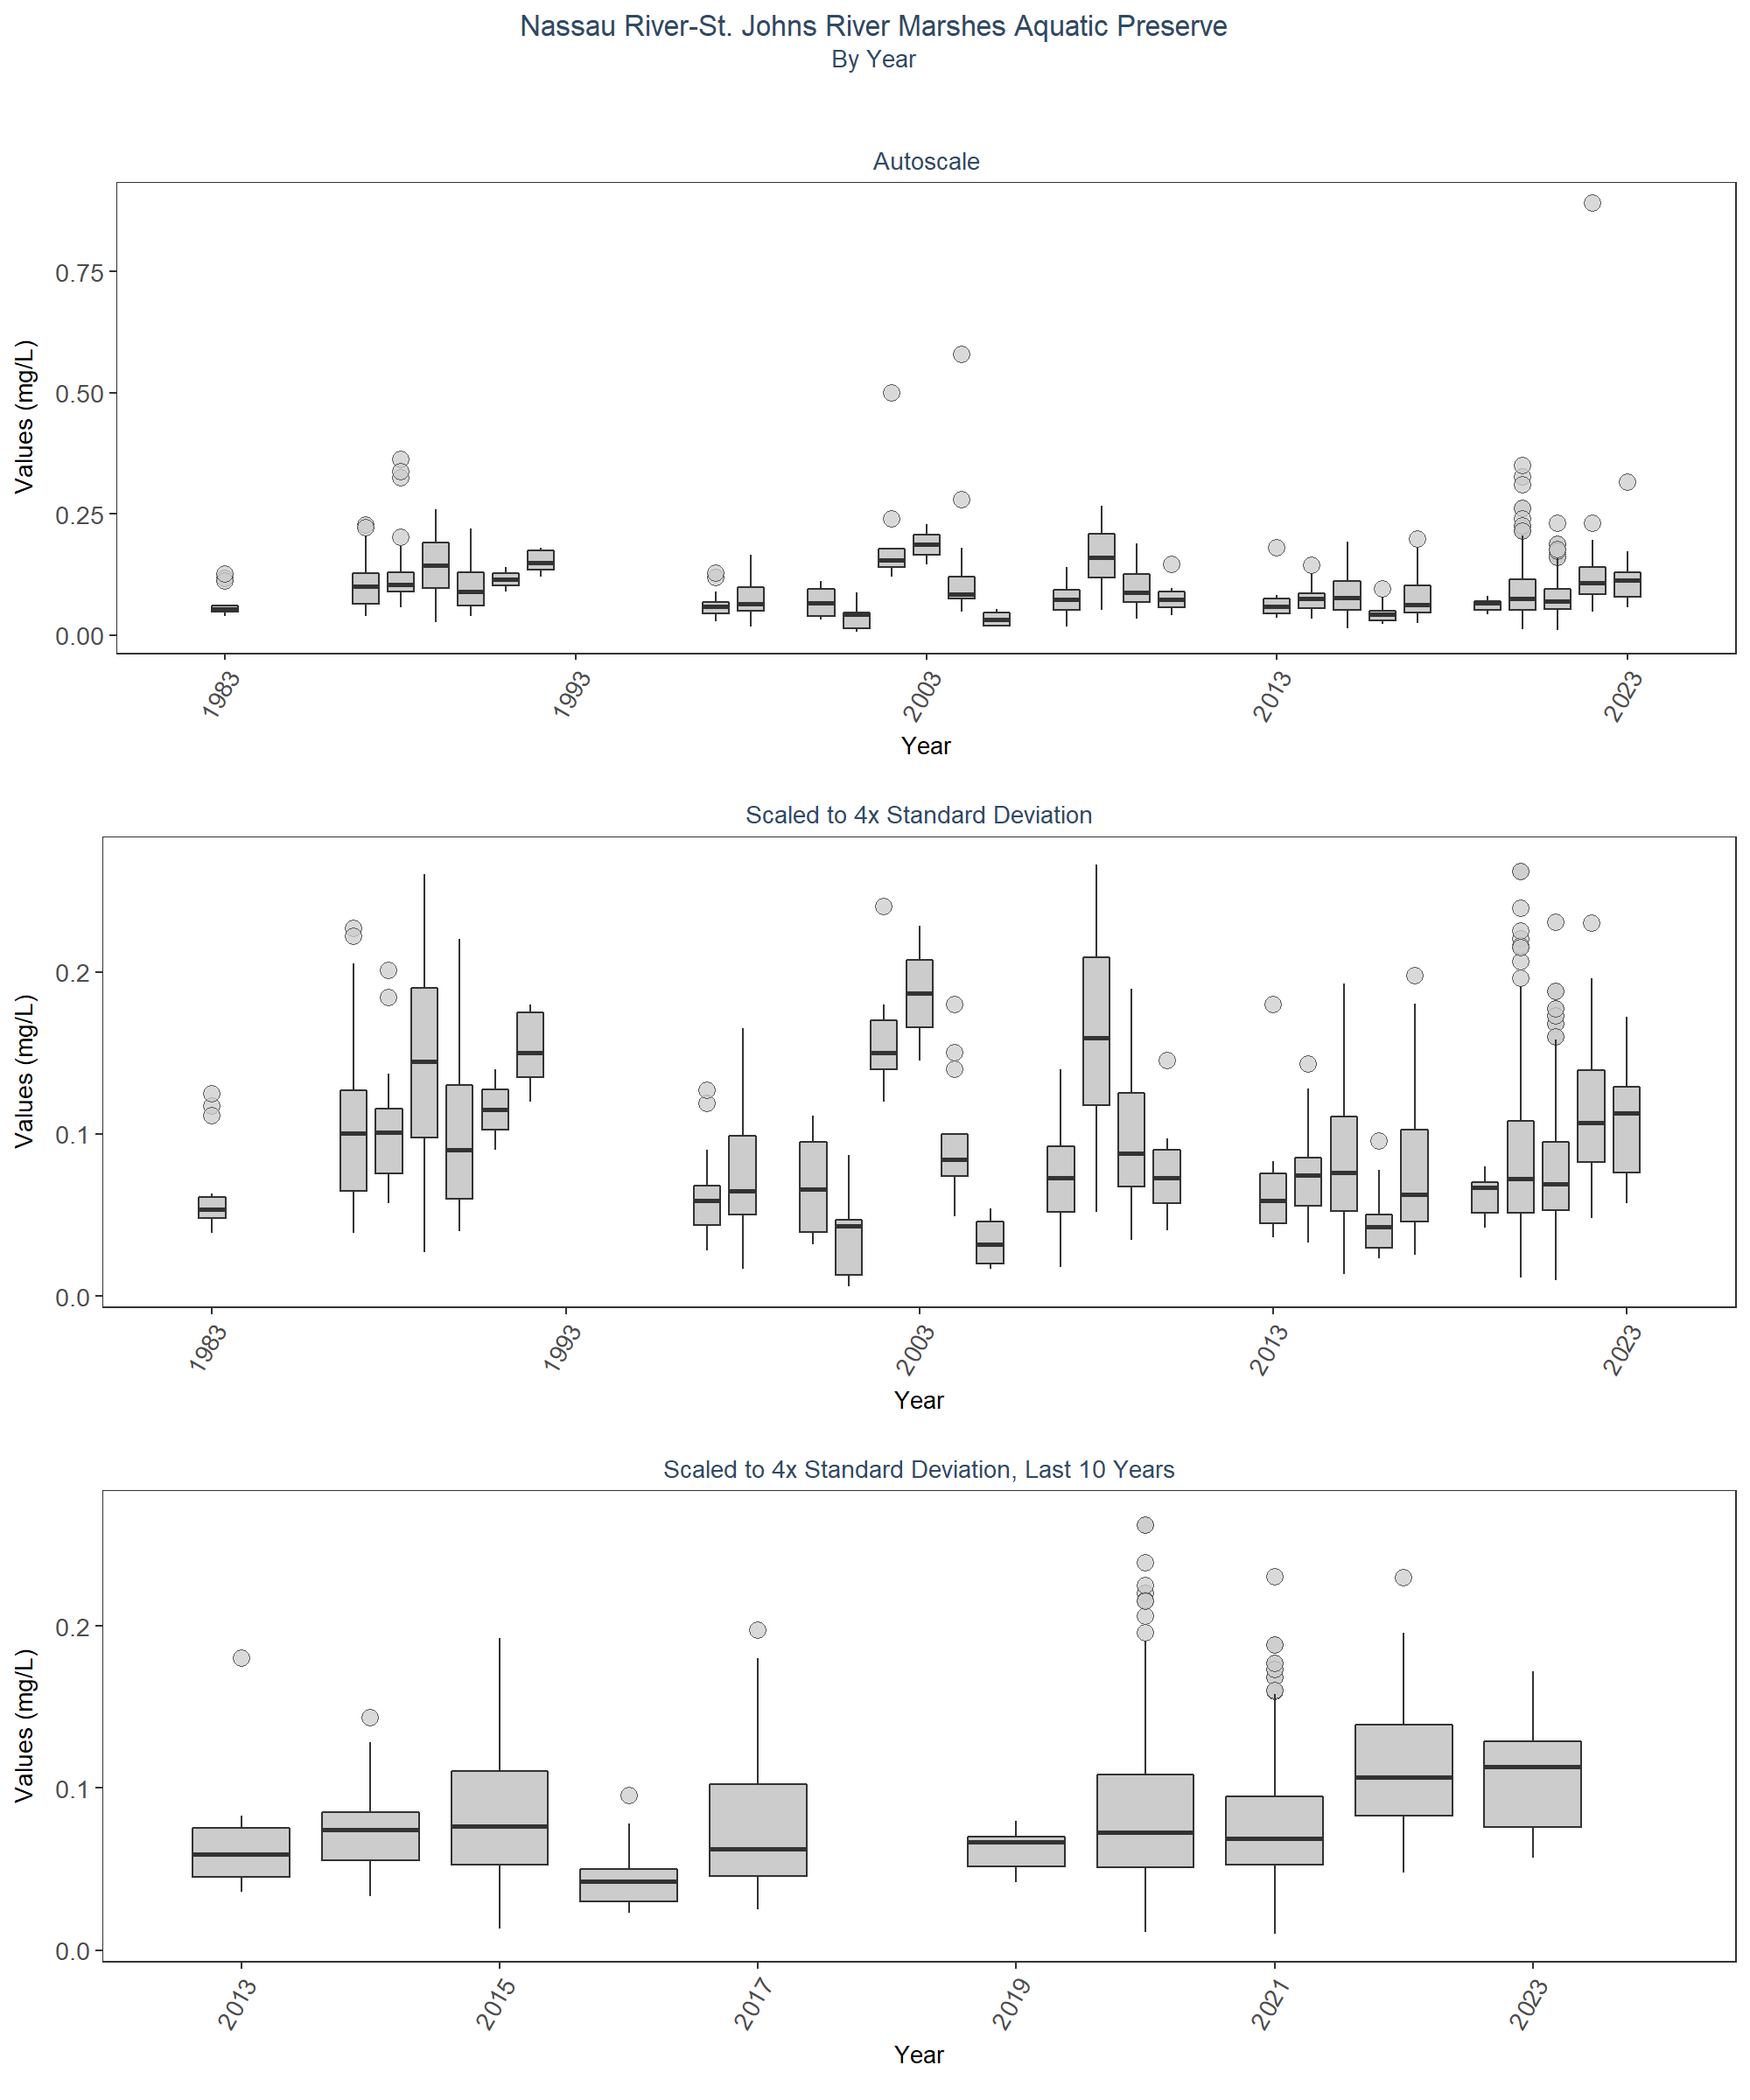 Nassau River-St. Johns River Marshes Aquatic Preserve
By Year
Autoscale
Values (mg/L)
0.75
0.50
0.25
0.00
1983
1993
2003
2013
2023
Year
Scaled to 4x Standard Deviation
Values (mg/L)
0.2
0.1
0.0
1983
1993
2003
2013
2023
Year
Scaled to 4x Standard Deviation, Last 10 Years
Values (mg/L)
0.2
0.1
0.0
2013
2015
2017
2019
2021
2023
Year